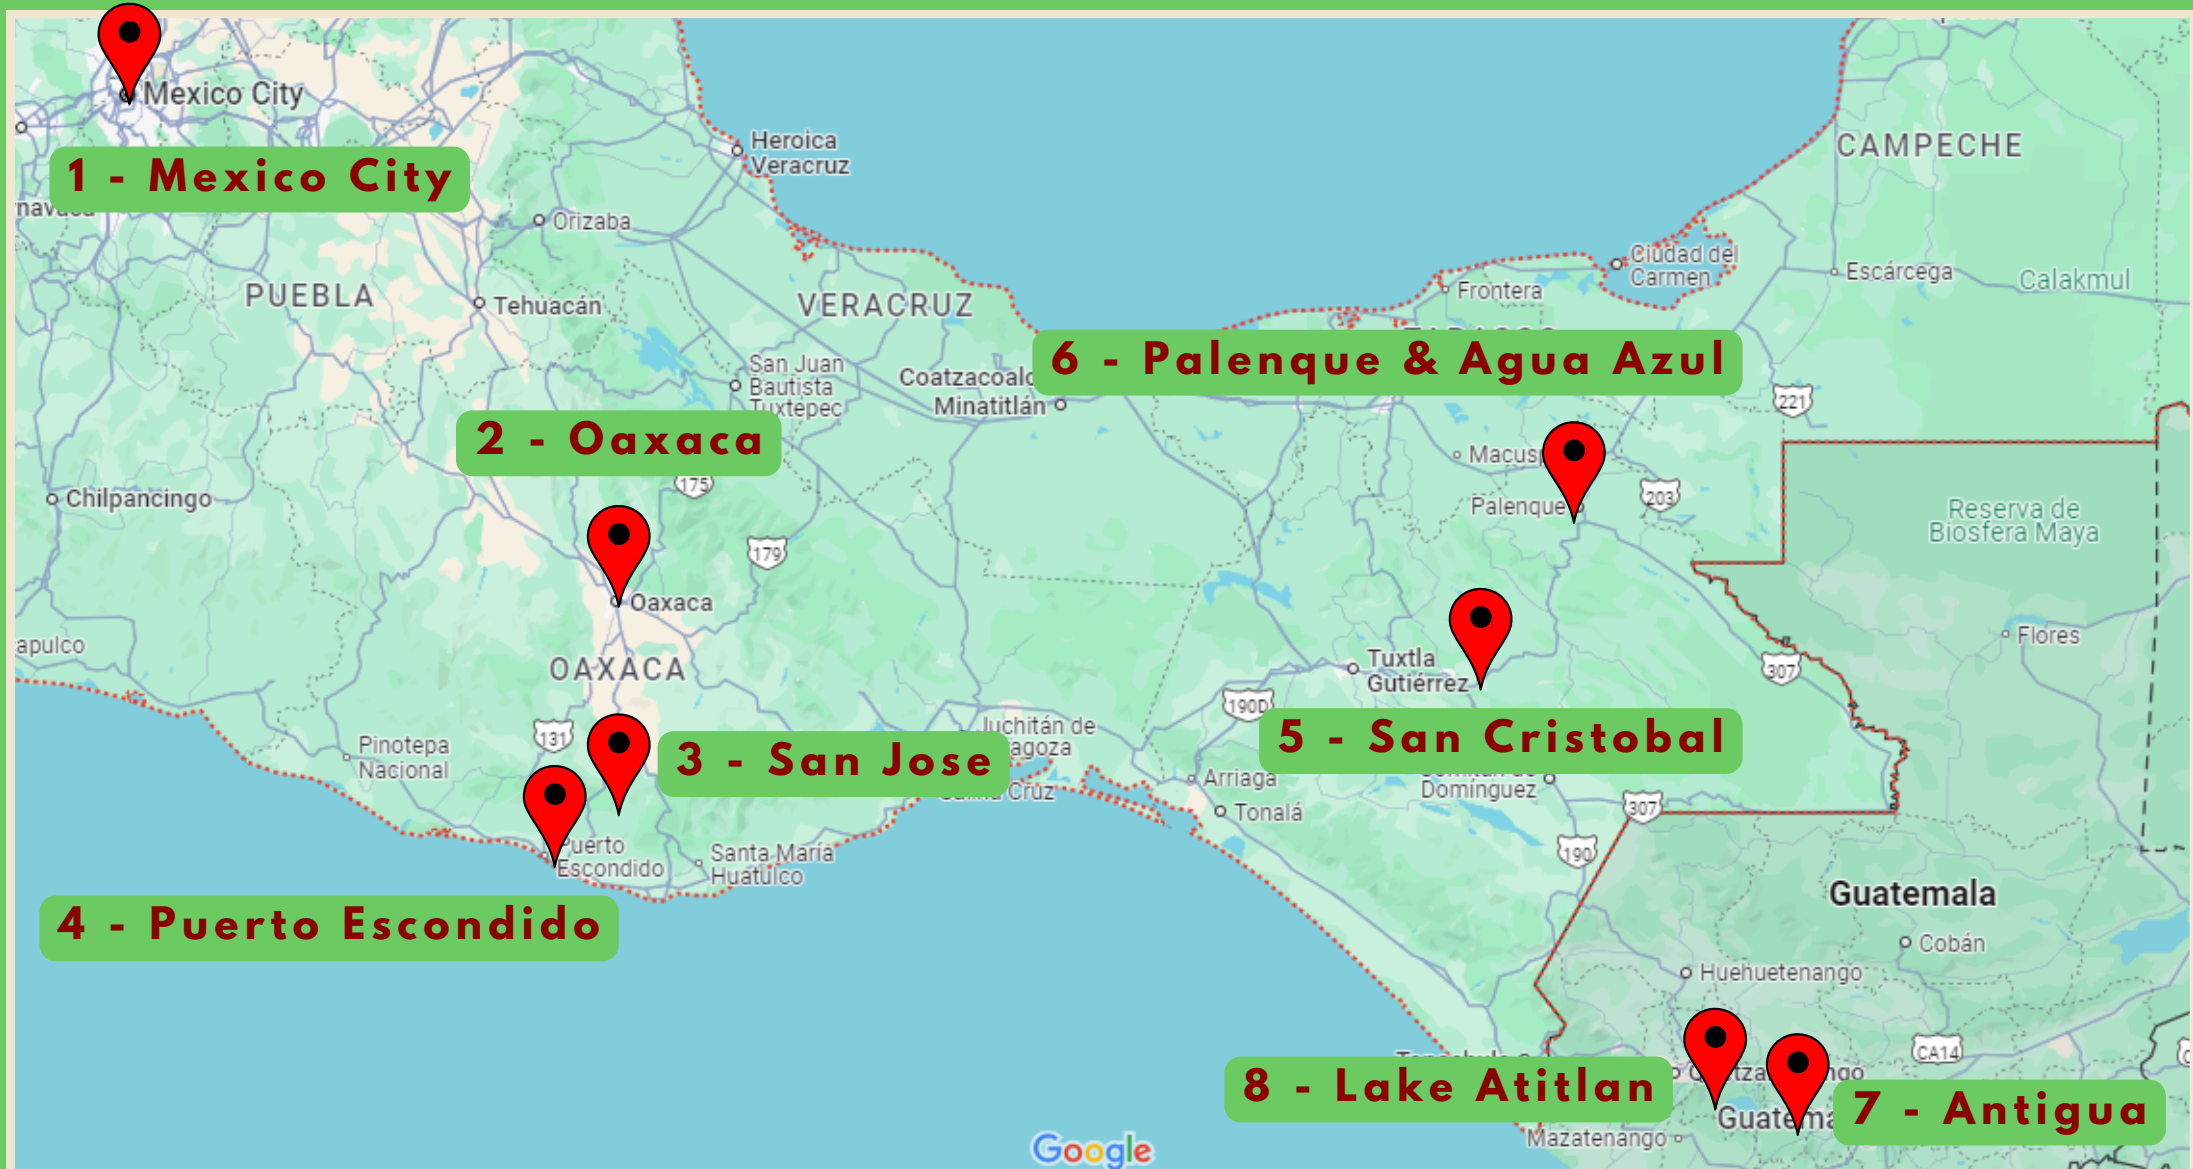 Mexico City
1 - Mexico City
Heroica
Veracruz
CAMPECHE
Orizaba
PUEBLA
Tehuacán
VERACRUZ
Ciudad del
Carmen
Escárcega
Calakmul
Frontera
6 - Palenque & Agua Azul
San Juan
Bautista
Tuxtepec
Minatitlán
221
2 - Oaxaca
175
Chilpancingo
203
Palenque
Reserva de
Biosfera Maya
179
Oaxaca
Flores
OAXACA
Tuxtla
Gutiérrez
307
190D
131
Juchitán de
3 - San Jose
5 - San Cristobal
Pinotepa
Nacional
Arriaga
Tonalá
Domínguez
307
190
Puerto
Escondido
Santa María
Huatulco
4 - Puerto Escondido
Guatemala
Cobán
Huehuetenango
CA14
8 - Lake Atitlan
7 - Antigua
Mazatenango
Google